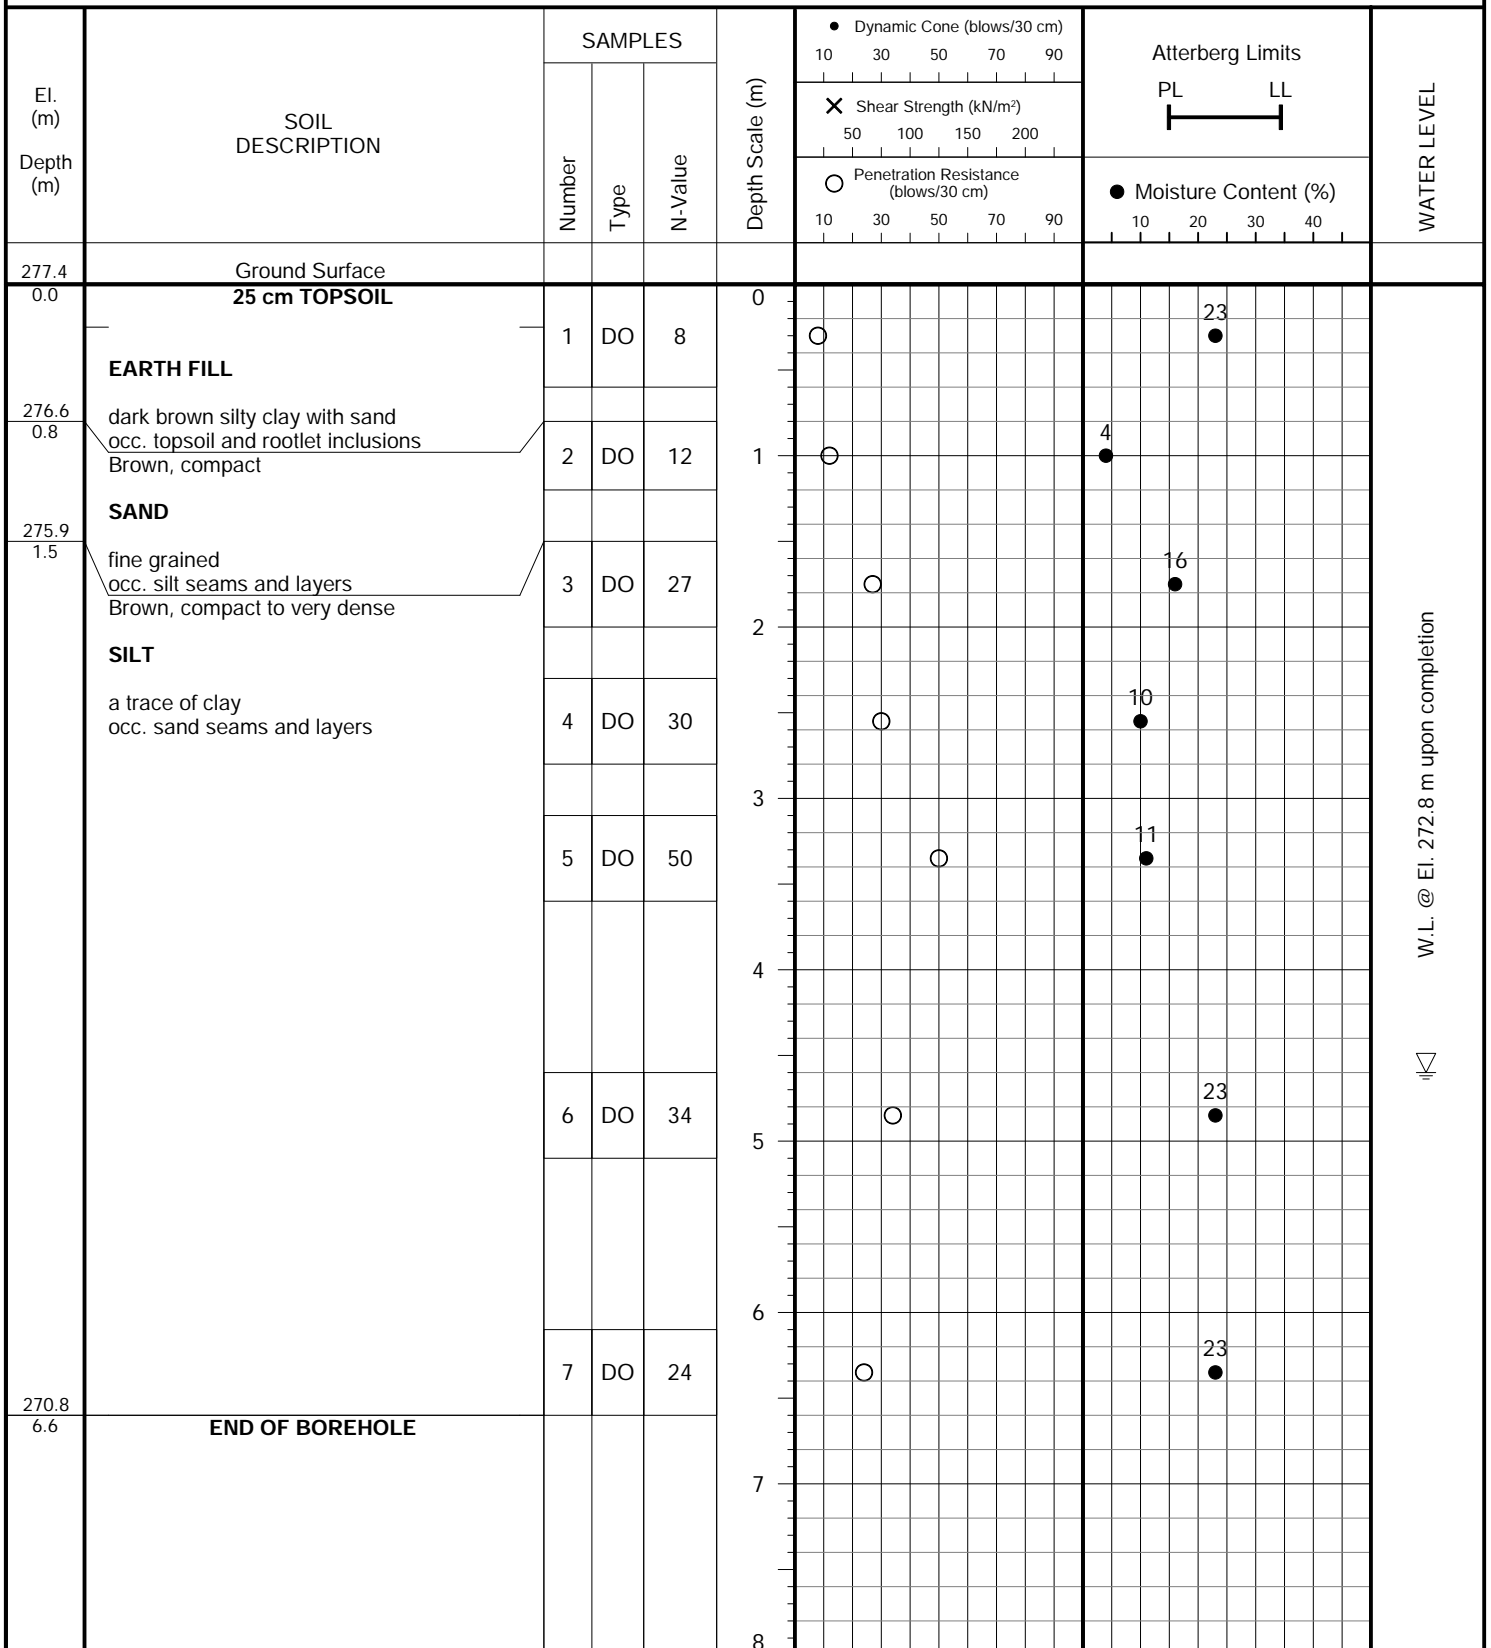 El.
(m)
Depth
(m)
SOIL
DESCRIPTION
SAMPLES
Number
Type
N-Value
Depth Scale (m)
Dynamic Cone (blows/30 cm)
10 30 50 70 90
Shear Strength (kN/m²)
50 100 150 200
Penetration Resistance
(blows/30 cm)
10 30 50 70 90
Atterberg Limits
PL LL
Moisture Content (%)
10 20 30 40
WATER LEVEL
277.4 Ground Surface
0.0 25 cm TOPSOIL 0
23
1 DO 8
EARTH FILL
276.6 dark brown silty clay with sand
0.8 occ. topsoil and rootlet inclusions 4
Brown, compact 2 DO 12 1
SAND
275.9
1.5 fine grained 16
occ. silt seams and layers 3 DO 27
Brown, compact to very dense
2
SILT
a trace of clay 10
occ. sand seams and layers 4 DO 30
3
11
5 DO 50
W.L. @ El. 272.8 m upon completion
4
23
6 DO 34
5
6
23
7 DO 24
270.8
6.6 END OF BOREHOLE
7
8